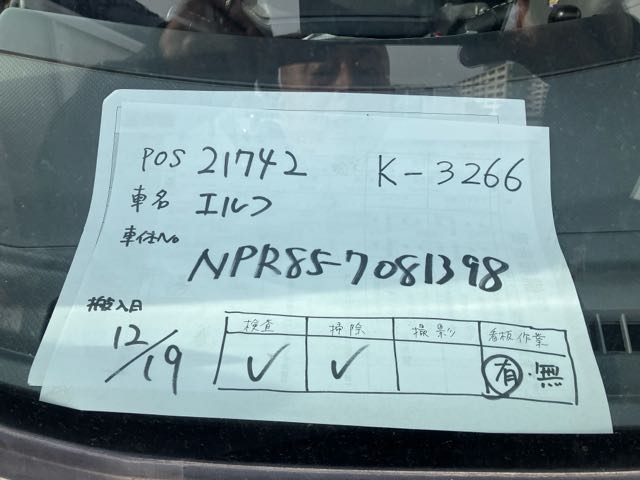 POS 21742 K-3266
車名 エルフ
車体No
NPR85-7081398
搬入日
12/19
検査 掃除 撮影 看板作業
✓ ✓ 有・無